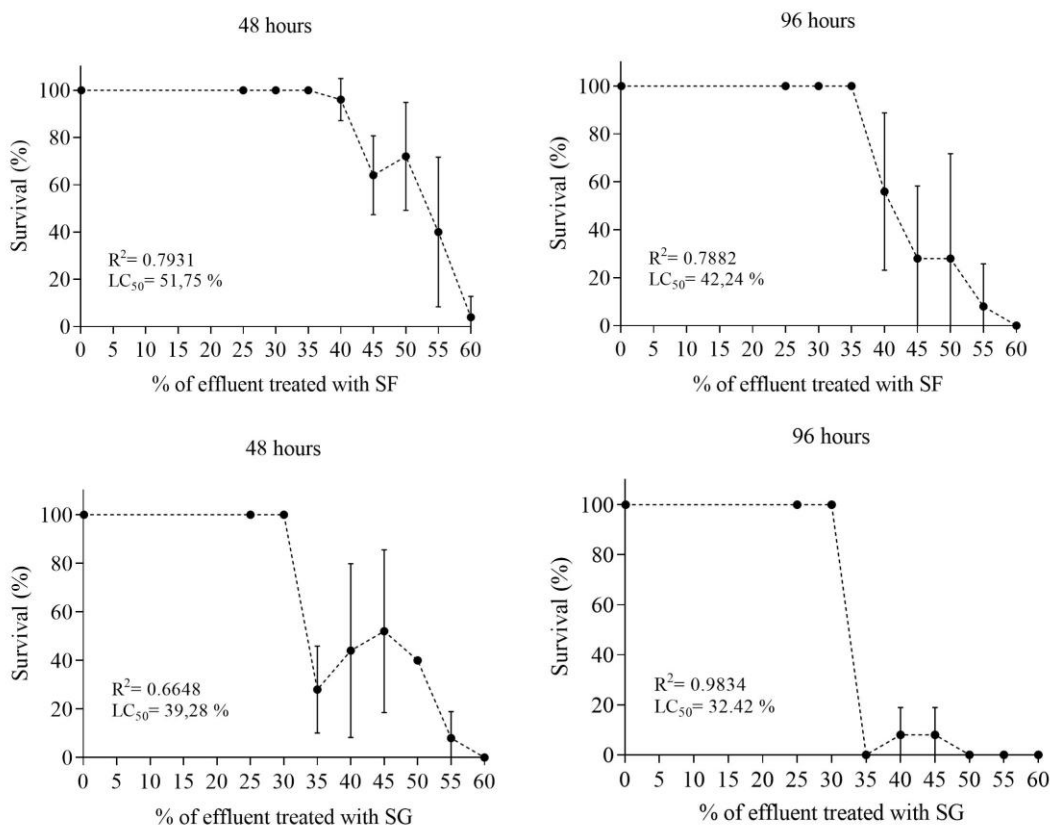 48 hours
100
80
60
40
20
0
Survival (%)
R²= 0.7931
LC₅₀= 51,75 %
0 5 10 15 20 25 30 35 40 45 50 55 60
% of effluent treated with SF
96 hours
100
80
60
40
20
0
Survival (%)
R²= 0.7882
LC₅₀= 42,24 %
0 5 10 15 20 25 30 35 40 45 50 55 60
% of effluent treated with SF
48 hours
100
80
60
40
20
0
Survival (%)
R²= 0.6648
LC₅₀= 39,28 %
0 5 10 15 20 25 30 35 40 45 50 55 60
% of effluent treated with SG
96 hours
100
80
60
40
20
0
Survival (%)
R²= 0.9834
LC₅₀= 32.42 %
0 5 10 15 20 25 30 35 40 45 50 55 60
% of effluent treated with SG